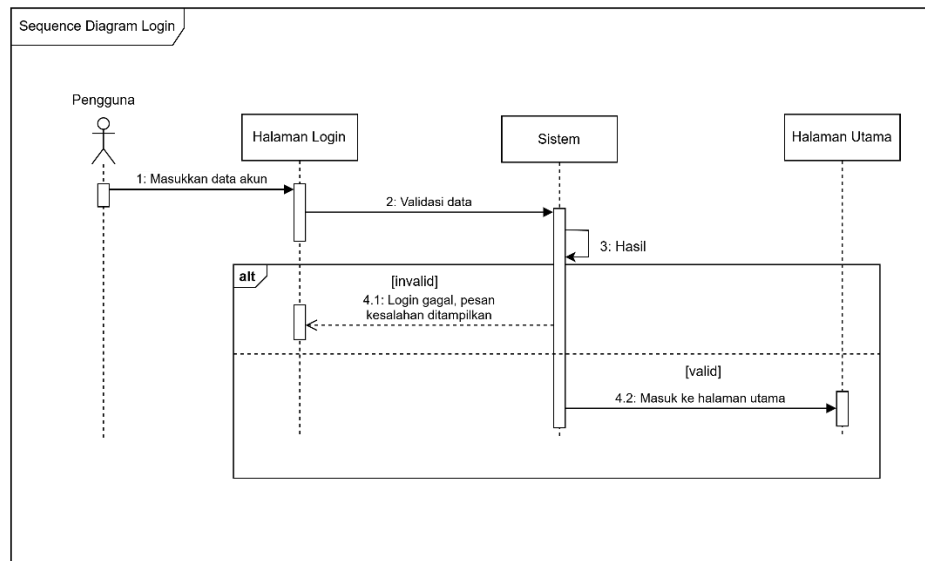 Sequence Diagram Login
Pengguna
Halaman Login
Sistem
Halaman Utama
1: Masukkan data akun
2: Validasi data
3: Hasil
alt
[invalid]
4.1: Login gagal, pesan
kesalahan ditampilkan
[valid]
4.2: Masuk ke halaman utama